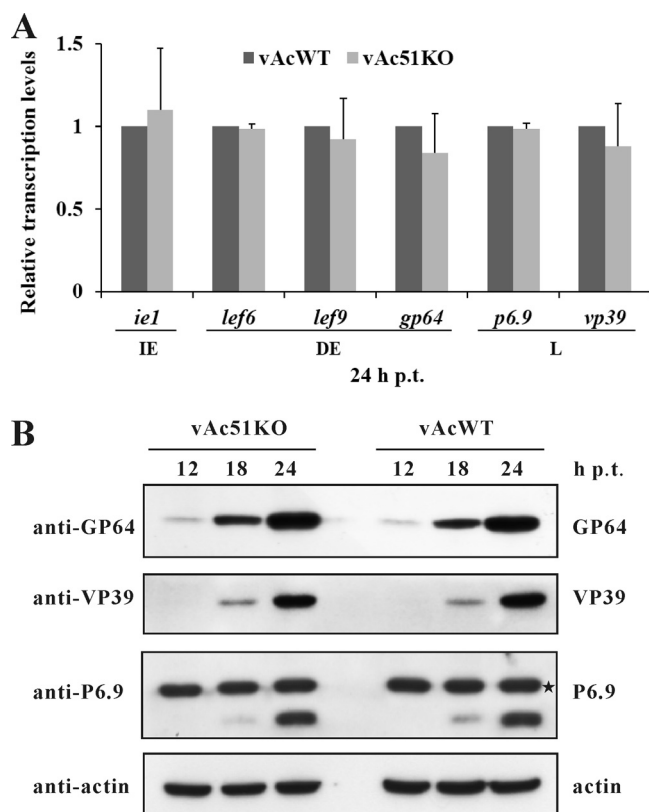 A
Relative transcription levels
1.5
1
0.5
0
vAcWT vAc51KO
ie1 lef6 lef9 gp64 p6.9 vp39
IE DE L
24 h p.t.
B
vAc51KO vAcWT
12 18 24 12 18 24 h p.t.
anti-GP64 GP64
anti-VP39 VP39
anti-P6.9 ★ P6.9
anti-actin actin